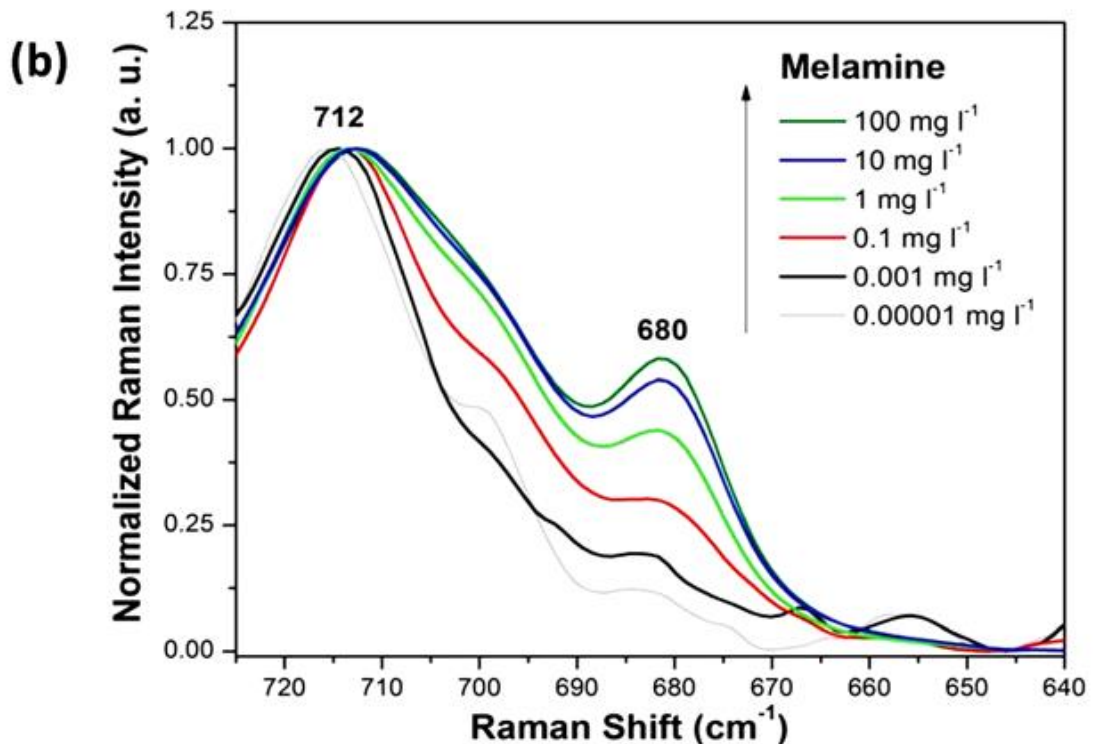 (b)
Normalized Raman Intensity (a. u.)
1.25
1.00
0.75
0.50
0.25
0.00
712
680
Melamine
100 mg l⁻¹
10 mg l⁻¹
1 mg l⁻¹
0.1 mg l⁻¹
0.001 mg l⁻¹
0.00001 mg l⁻¹
720 710 700 690 680 670 660 650 640
Raman Shift (cm⁻¹)